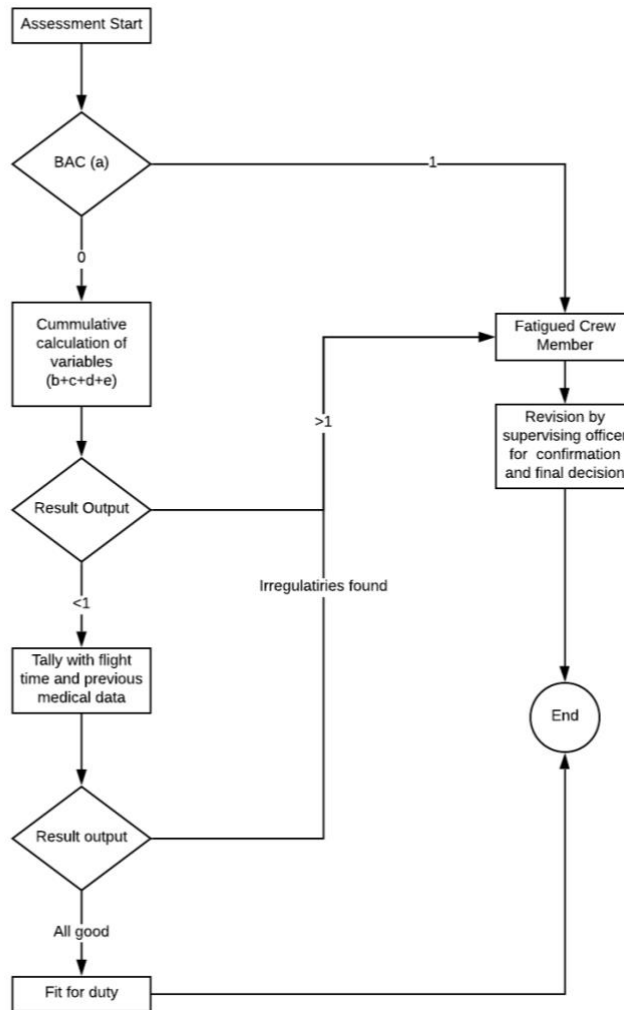 Assessment Start
BAC (a)
1
0
Cummulative
calculation of
variables
(b+c+d+e)
Fatigued Crew
Member
>1
Revision by
supervising officer
for confirmation
and final decision
Result Output
Irregulatiries found
<1
Tally with flight
time and previous
medical data
End
Result output
All good
Fit for duty